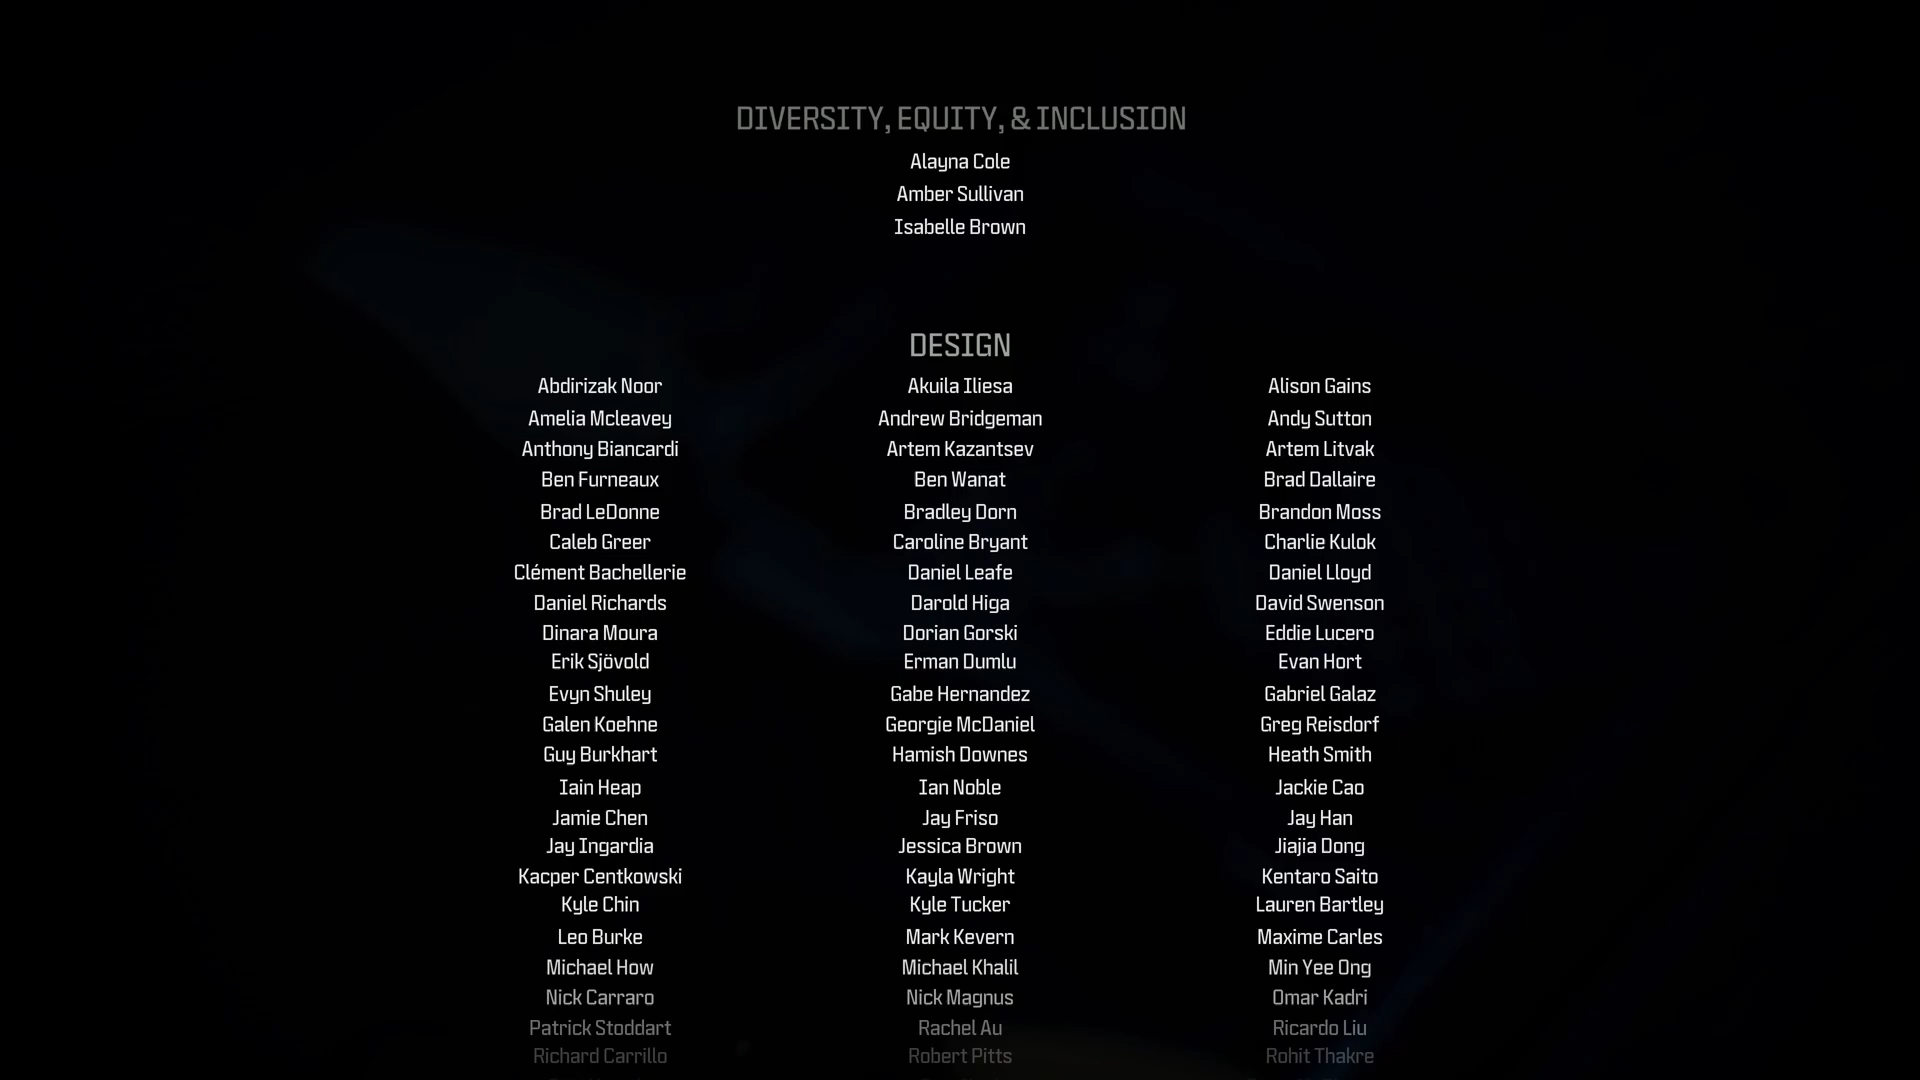 DIVERSITY, EQUITY, & INCLUSION
Alayna Cole
Amber Sullivan
Isabelle Brown
DESIGN
Abdirizak Noor Akuila Iliesa Alison Gains
Amelia Mcleavey Andrew Bridgeman Andy Sutton
Anthony Biancardi Artem Kazantsev Artem Litvak
Ben Furneaux Ben Wanat Brad Dallaire
Brad LeDonne Bradley Dorn Brandon Moss
Caleb Greer Caroline Bryant Charlie Kulok
Clément Bachellerie Daniel Leafe Daniel Lloyd
Daniel Richards Darold Higa David Swenson
Dinara Moura Dorian Gorski Eddie Lucero
Erik Sjövold Erman Dumlu Evan Hort
Evyn Shuley Gabe Hernandez Gabriel Galaz
Galen Koehne Georgie McDaniel Greg Reisdorf
Guy Burkhart Hamish Downes Heath Smith
Iain Heap Ian Noble Jackie Cao
Jamie Chen Jay Friso Jay Han
Jay Ingardia Jessica Brown Jiajia Dong
Kacper Centkowski Kayla Wright Kentaro Saito
Kyle Chin Kyle Tucker Lauren Bartley
Leo Burke Mark Kevern Maxime Carles
Michael How Michael Khalil Min Yee Ong
Nick Carraro Nick Magnus Omar Kadri
Patrick Stoddart Rachel Au Ricardo Liu
Richard Carrillo Robert Pitts Rohit Thakre